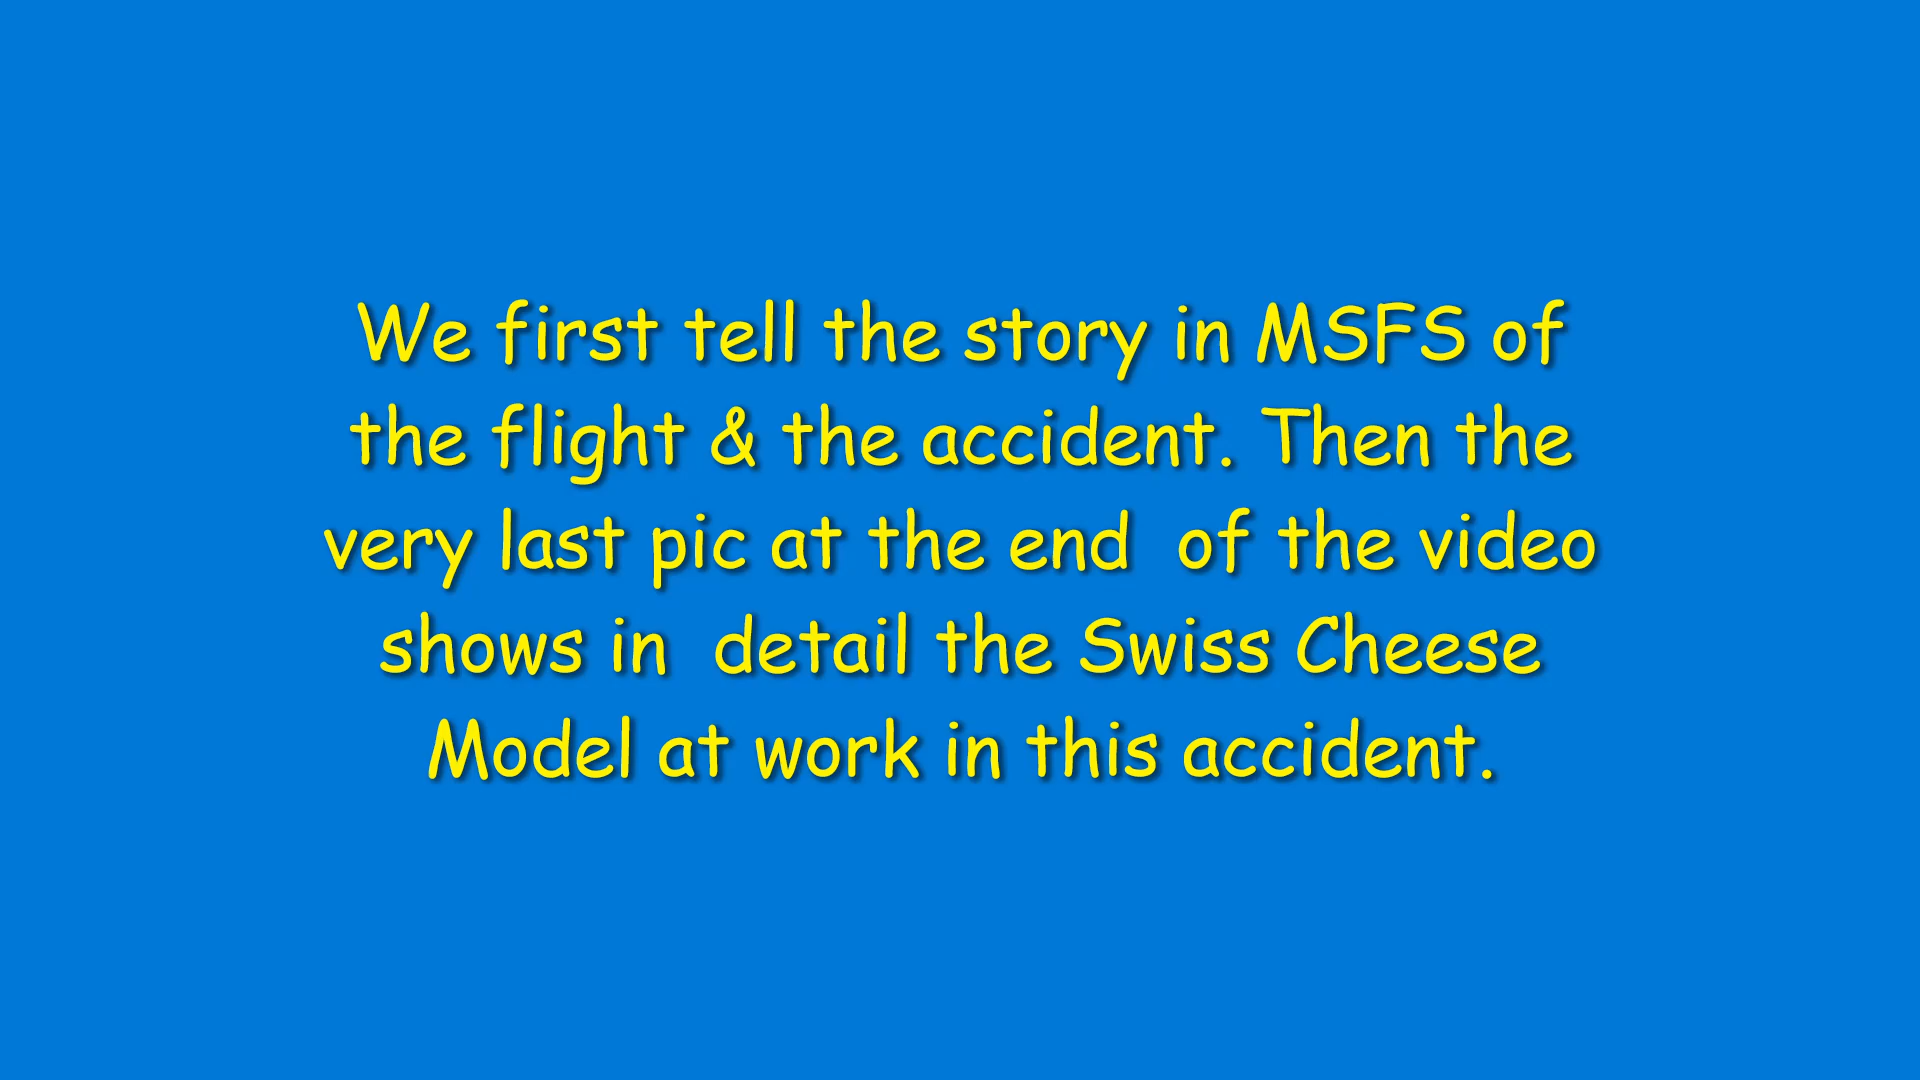 We first tell the story in MSFS of
the flight & the accident. Then the
very last pic at the end  of the video
shows in  detail the Swiss Cheese
Model at work in this accident.